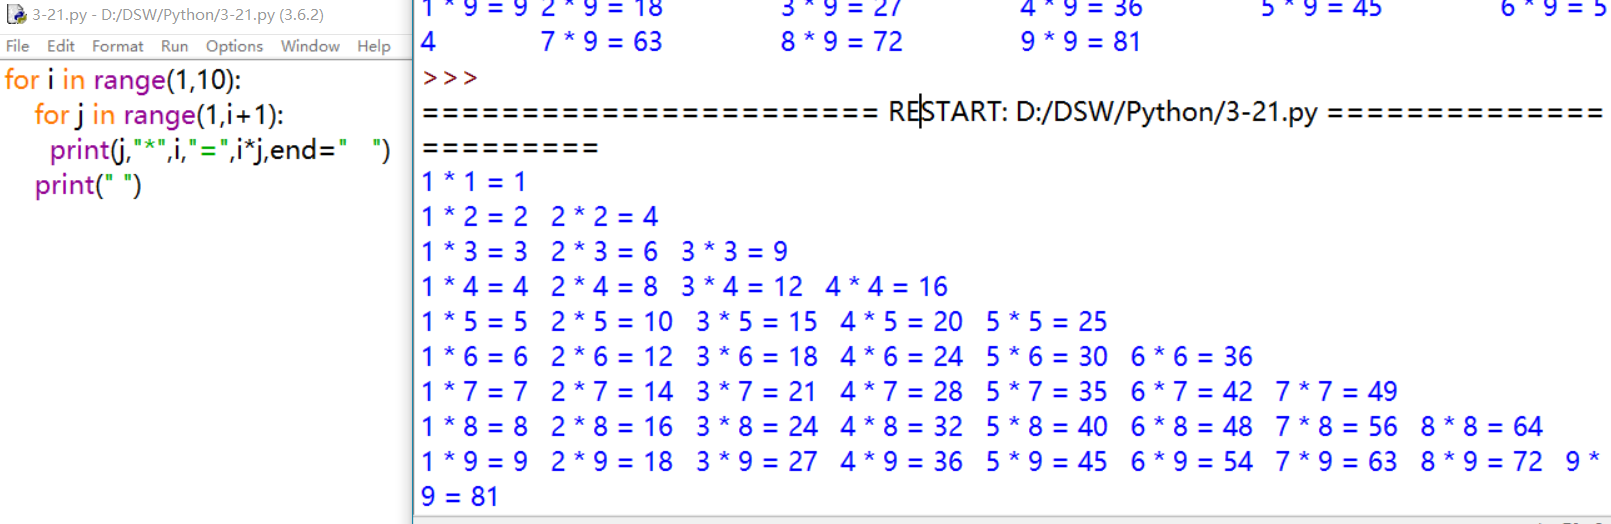 3-21.py - D:/DSW/Python/3-21.py (3.6.2)
File Edit Format Run Options Window Help
for i in range(1,10):
    for j in range(1,i+1):
      print(j,"*",i,"=",i*j,end="   ")
    print(" ")
1 * 9 = 9 2 * 9 = 18 3 * 9 = 27 4 * 9 = 36 5 * 9 = 45 6 * 9 = 5
4 7 * 9 = 63 8 * 9 = 72 9 * 9 = 81
>>>
======================= RESTART: D:/DSW/Python/3-21.py ==============
=========
1 * 1 = 1
1 * 2 = 2   2 * 2 = 4
1 * 3 = 3   2 * 3 = 6   3 * 3 = 9
1 * 4 = 4   2 * 4 = 8   3 * 4 = 12   4 * 4 = 16
1 * 5 = 5   2 * 5 = 10   3 * 5 = 15   4 * 5 = 20   5 * 5 = 25
1 * 6 = 6   2 * 6 = 12   3 * 6 = 18   4 * 6 = 24   5 * 6 = 30   6 * 6 = 36
1 * 7 = 7   2 * 7 = 14   3 * 7 = 21   4 * 7 = 28   5 * 7 = 35   6 * 7 = 42   7 * 7 = 49
1 * 8 = 8   2 * 8 = 16   3 * 8 = 24   4 * 8 = 32   5 * 8 = 40   6 * 8 = 48   7 * 8 = 56   8 * 8 = 64
1 * 9 = 9   2 * 9 = 18   3 * 9 = 27   4 * 9 = 36   5 * 9 = 45   6 * 9 = 54   7 * 9 = 63   8 * 9 = 72   9 *
9 = 81